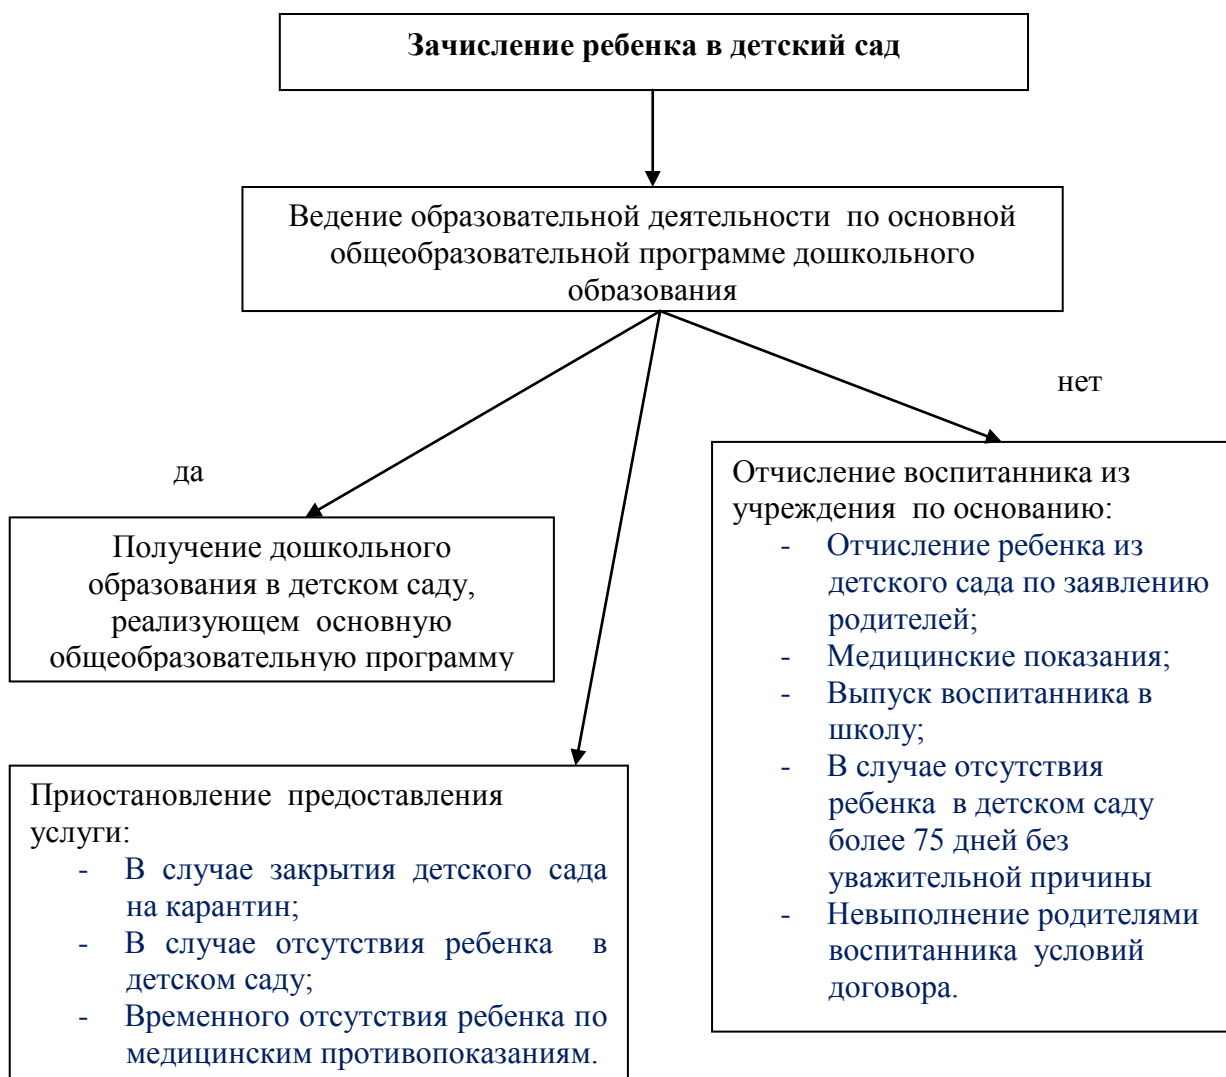 Зачисление ребенка в детский сад
Ведение образовательной деятельности по основной
общеобразовательной программе дошкольного
образования
нет
да
Получение дошкольного
образования в детском саду,
реализующем основную
общеобразовательную программу
Отчисление воспитанника из
учреждения по основанию:
- Отчисление ребенка из
детского сада по заявлению
родителей;
- Медицинские показания;
- Выпуск воспитанника в
школу;
- В случае отсутствия
ребенка в детском саду
более 75 дней без
уважительной причины
- Невыполнение родителями
воспитанника условий
договора.
Приостановление предоставления
услуги:
- В случае закрытия детского сада
на карантин;
- В случае отсутствия ребенка в
детском саду;
- Временного отсутствия ребенка по
медицинским противопоказаниям.